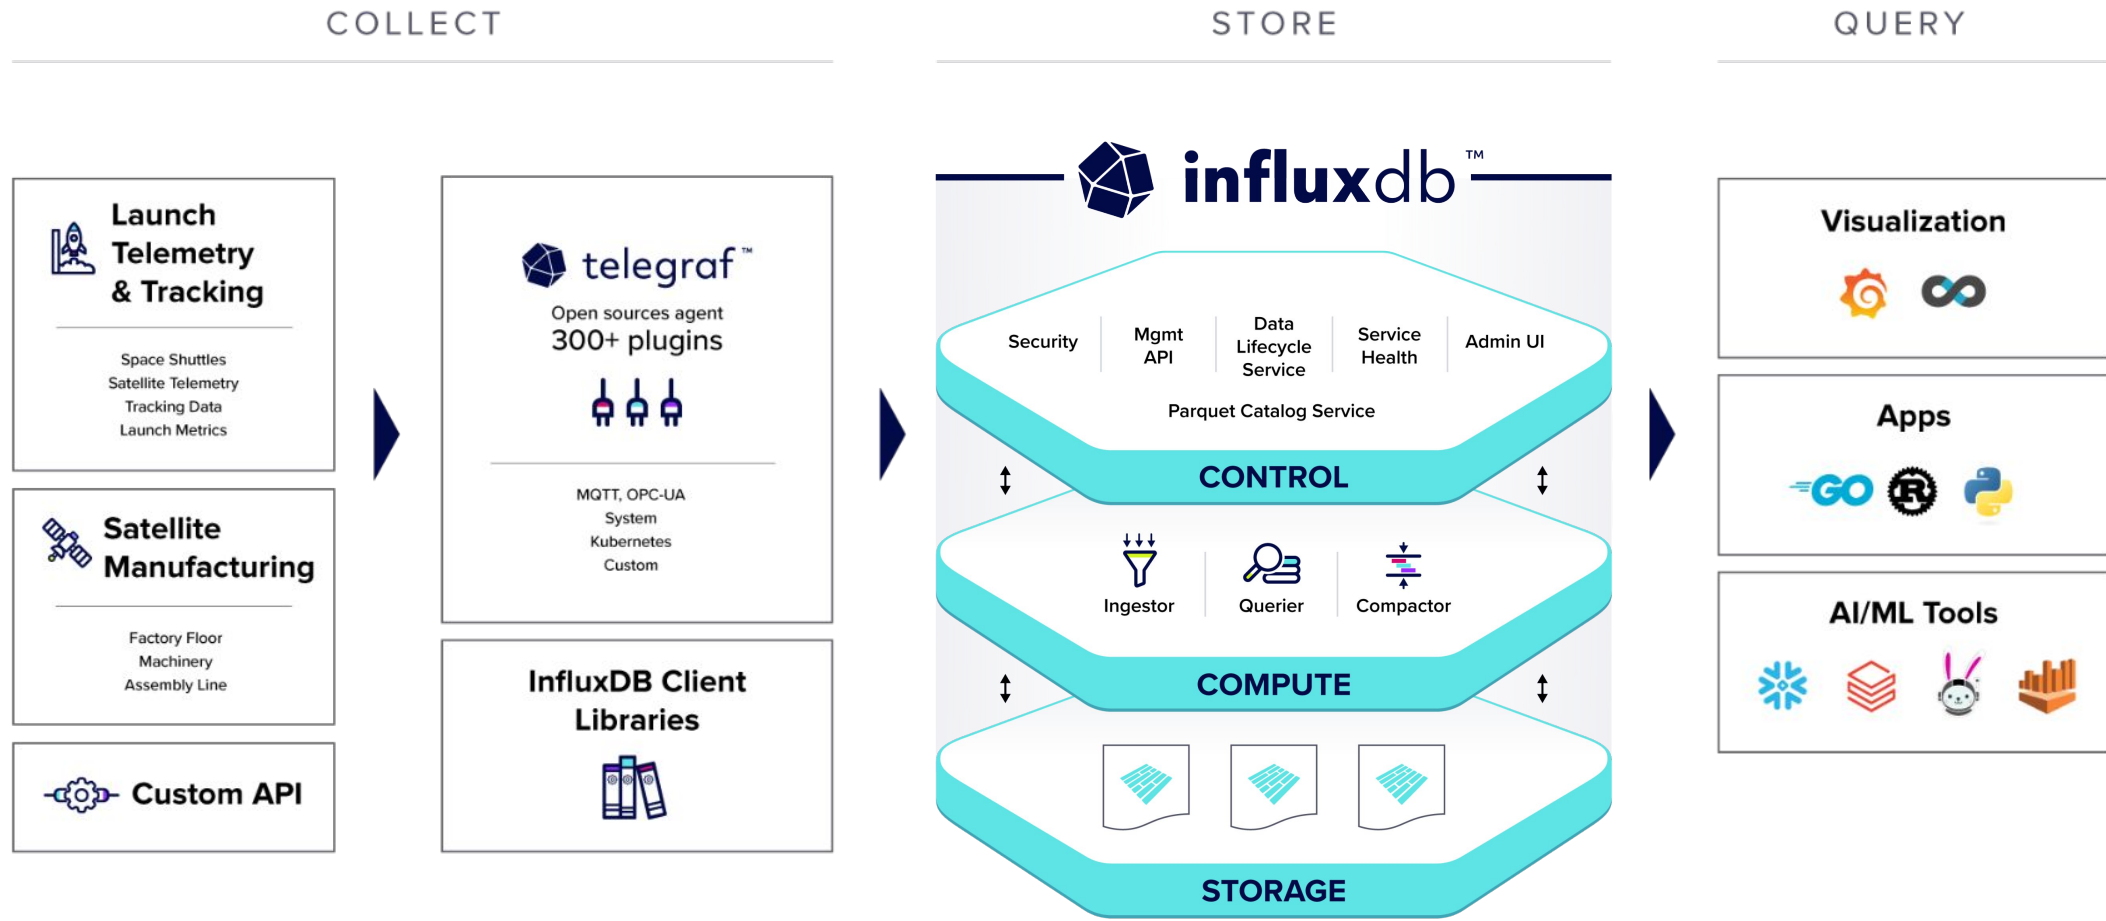 COLLECT
STORE
QUERY
Launch
Telemetry
& Tracking
Space Shuttles
Satellite Telemetry
Tracking Data
Launch Metrics
Satellite
Manufacturing
Factory Floor
Machinery
Assembly Line
Custom API
telegraf™
Open sources agent
300+ plugins
MQTT, OPC-UA
System
Kubernetes
Custom
InfluxDB Client
Libraries
influxdb™
Security
Mgmt
API
Data
Lifecycle
Service
Service
Health
Admin UI
Parquet Catalog Service
CONTROL
Ingestor
Querier
Compactor
COMPUTE
STORAGE
Visualization
Apps
GO
R
AI/ML Tools